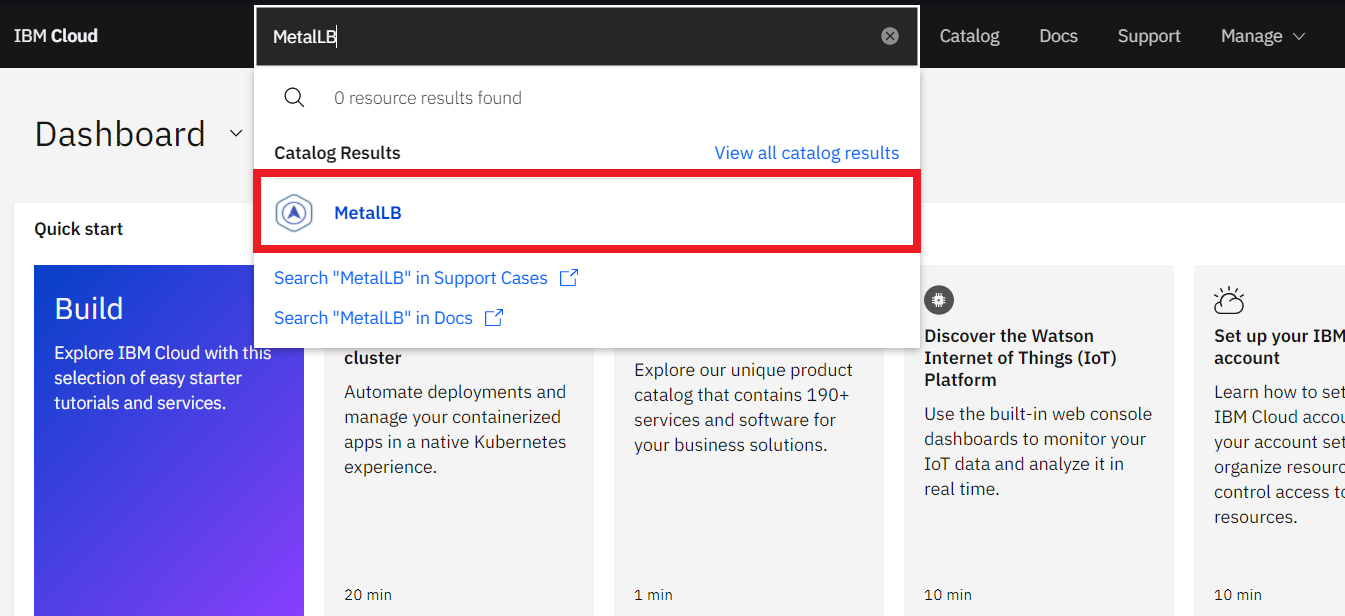 IBM Cloud
MetalLB
Catalog
Docs
Support
Manage
0 resource results found
Catalog Results
View all catalog results
MetalLB
Search "MetalLB" in Support Cases
Search "MetalLB" in Docs
Dashboard
Quick start
Build
Explore IBM Cloud with this
selection of easy starter
tutorials and services.
cluster
Automate deployments and
manage your containerized
apps in a native Kubernetes
experience.
20 min
Explore our unique product
catalog that contains 190+
services and software for
your business solutions.
1 min
Discover the Watson
Internet of Things (IoT)
Platform
Use the built-in web console
dashboards to monitor your
IoT data and analyze it in
real time.
10 min
Set up your IBM
account
Learn how to set
IBM Cloud accou
your account set
organize resourc
control access to
resources.
10 min